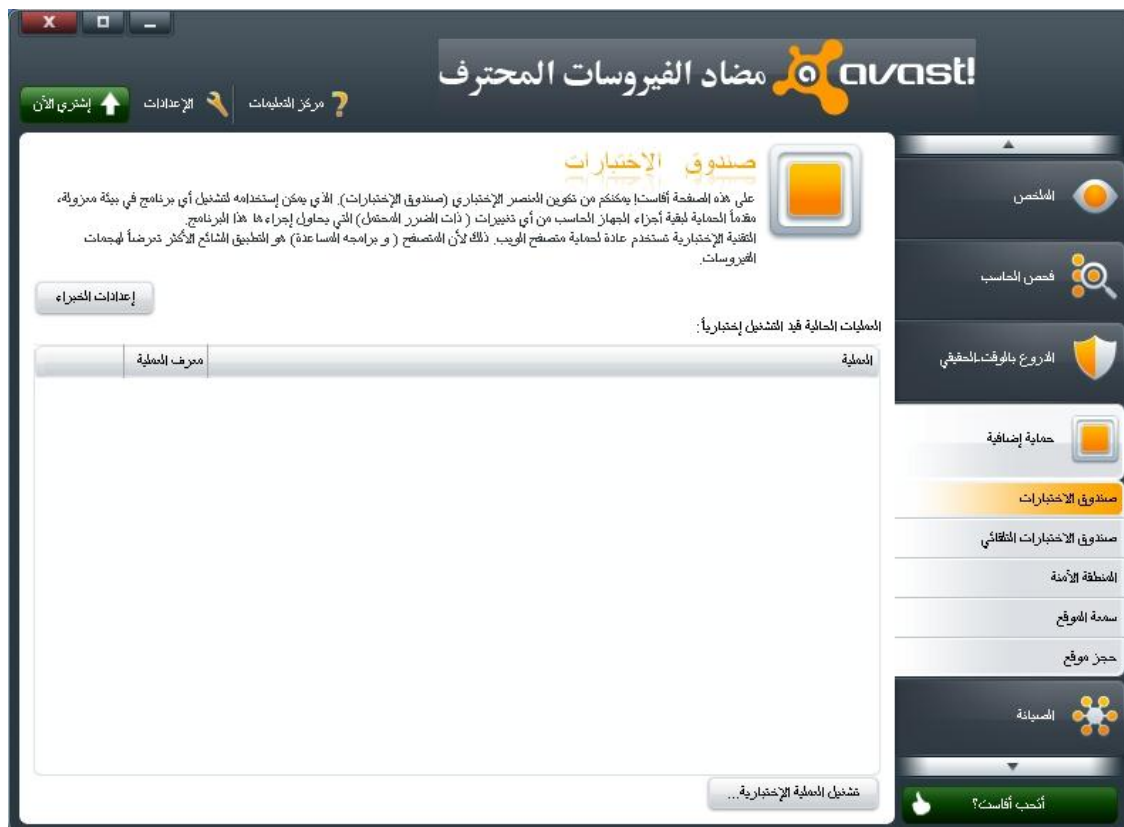 avast!
مضاد الفيروسات المحترف
مركز التعليمات
الإعدادات
إشتري الآن
الملخص
فحص الحاسب
الدروع بالوقت الحقيقي
حماية إضافية
صندوق الاختبارات
صندوق الاختبارات التلقائي
المنطقة الأمنة
سمعة الموقع
حجز موقع
الصيانة
أتحب أفاست؟
صندوق الإختبارات
على هذه الصفحة أفاست! يمكنكم من تكوين العنصر الإختباري (صندوق الإختبارات). الذي يمكن إستخدامه لتشغيل أي برنامج في بيئة معزولة،
مقدماً الحماية لبقية أجزاء الجهاز الحاسب من أي تغييرات ( ذات الضرر المحتمل) التي يحاول إجراء ها هذا البرنامج.
التقنية الإختبارية تستخدم عادة لحماية متصفح الويب. ذلك لأن المتصفح ( و برامجه المساعدة) هو التطبيق الشائع الأكثر تعرضاً لهجمات
الفيروسات.
إعدادات الخبراء
العمليات الحالية قيد التشغيل إختبارياً:
العملية
معرف العملية
تشغيل العملية الإختبارية...